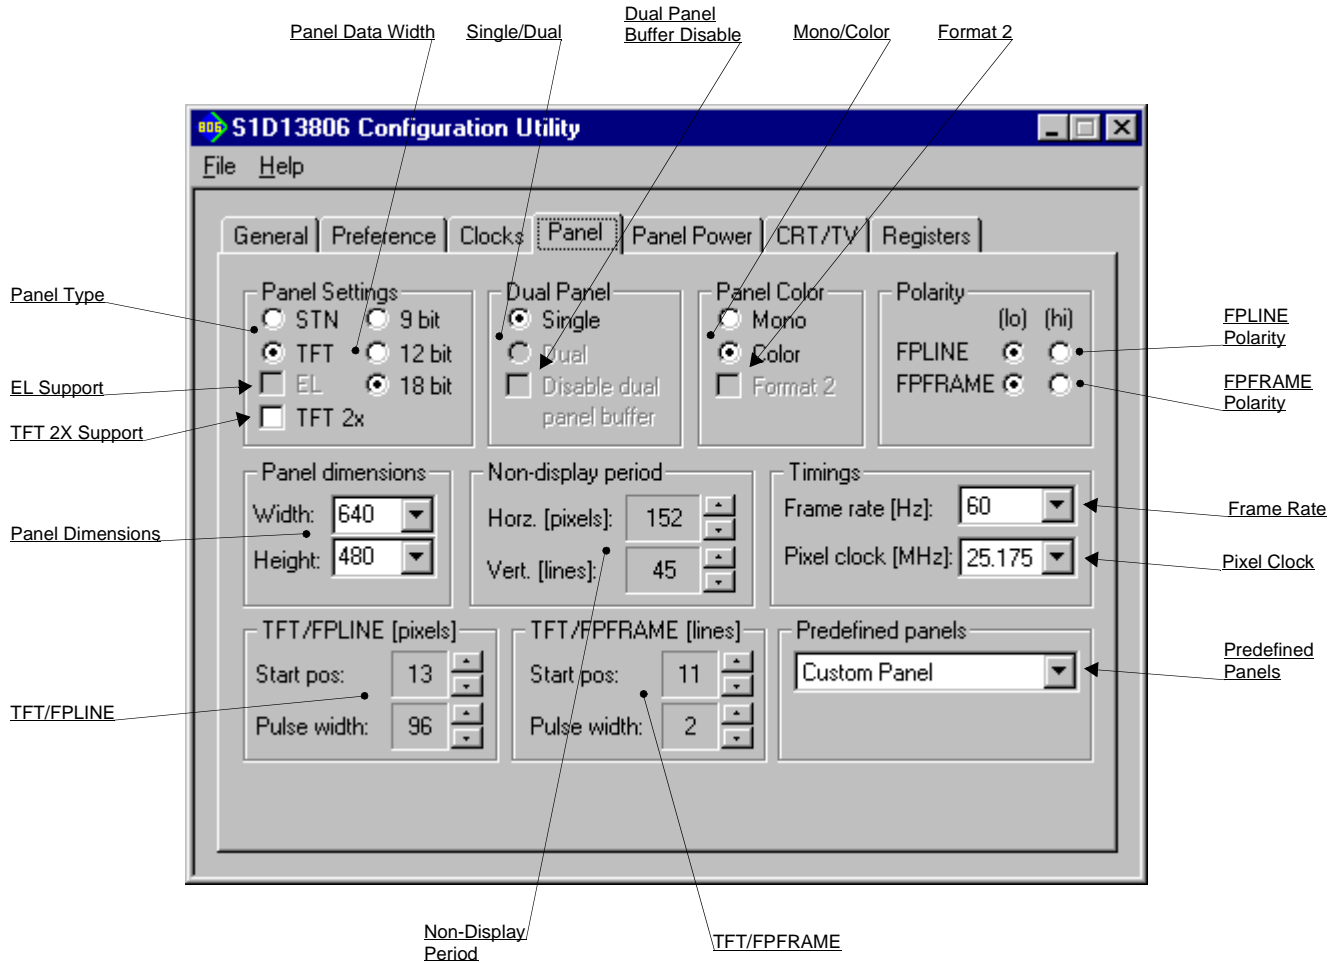 Dual Panel
Buffer Disable
Panel Data Width
Single/Dual
Mono/Color
Format 2
806 S1D13806 Configuration Utility
File Help
General Preference Clocks Panel Panel Power CRT/TV Registers
Panel Type
EL Support
TFT 2X Support
Panel Settings
STN 9 bit
TFT 12 bit
EL 18 bit
TFT 2x
Dual Panel
Single
Dual
Disable dual
panel buffer
Panel Color
Mono
Color
Format 2
Polarity
(lo) (hi)
FPLINE
FPFRAME
FPLINE
Polarity
FPFRAME
Polarity
Panel Dimensions
Panel dimensions
Width: 640
Height: 480
Non-display period
Horz. [pixels]: 152
Vert. [lines]: 45
Timings
Frame rate [Hz]: 60
Pixel clock [MHz]: 25.175
Frame Rate
Pixel Clock
TFT/FPLINE
TFT/FPLINE [pixels]
Start pos: 13
Pulse width: 96
TFT/FPFRAME [lines]
Start pos: 11
Pulse width: 2
Predefined panels
Custom Panel
Predefined
Panels
Non-Display
Period
TFT/FPFRAME